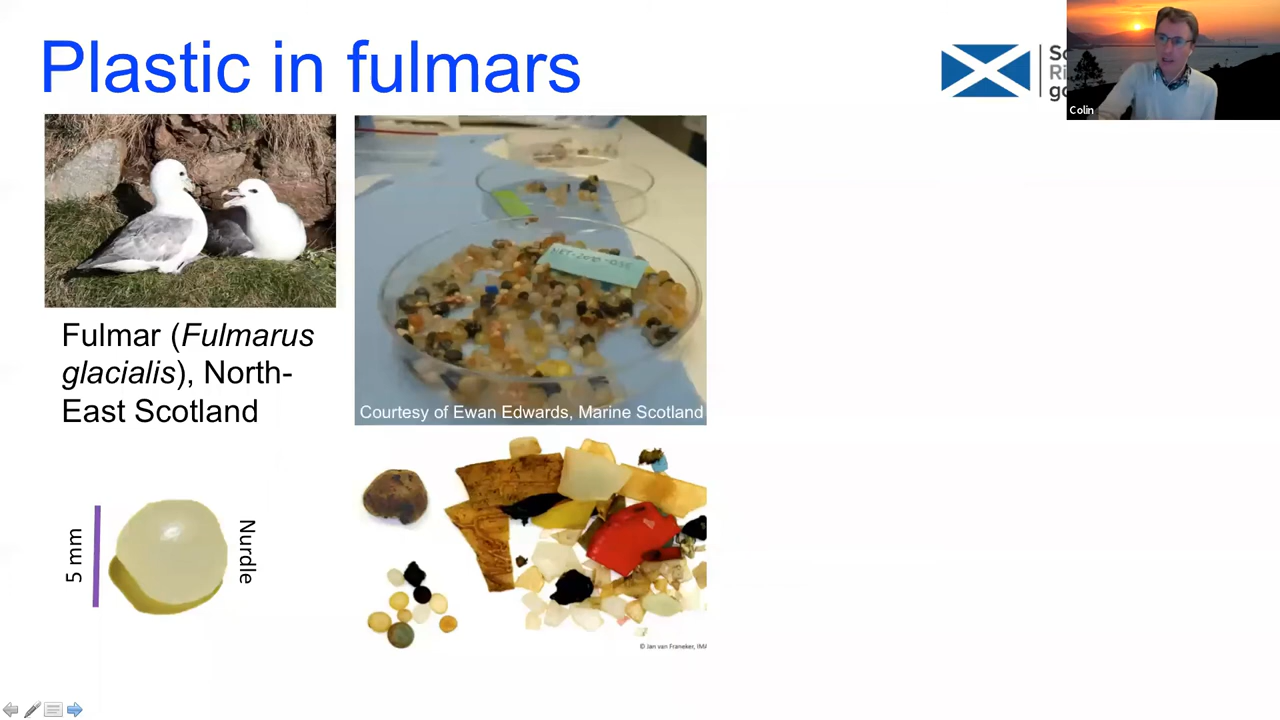 Plastic in fulmars
Colin
Fulmar (Fulmarus
glacialis), North-
East Scotland
Courtesy of Ewan Edwards, Marine Scotland
5 mm
Nurdle
© Jan van Franeker, IMA